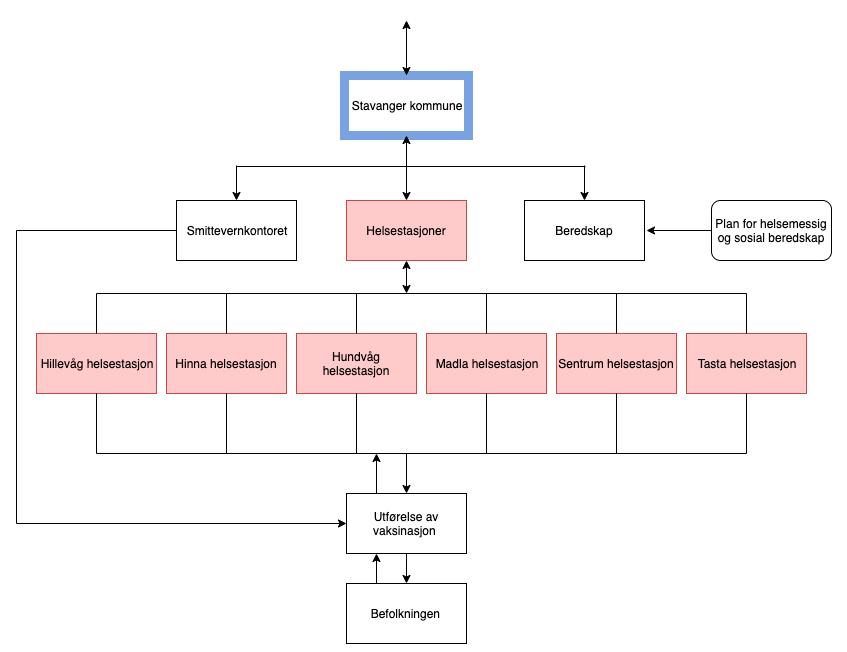 Stavanger kommune
Smittevernkontoret
Helsestasjoner
Beredskap
Plan for helsemessig
og sosial beredskap
Hillevåg helsestasjon
Hinna helsestasjon
Hundvåg
helsestasjon
Madla helsestasjon
Sentrum helsestasjon
Tasta helsestasjon
Utførelse av
vaksinasjon
Befolkningen